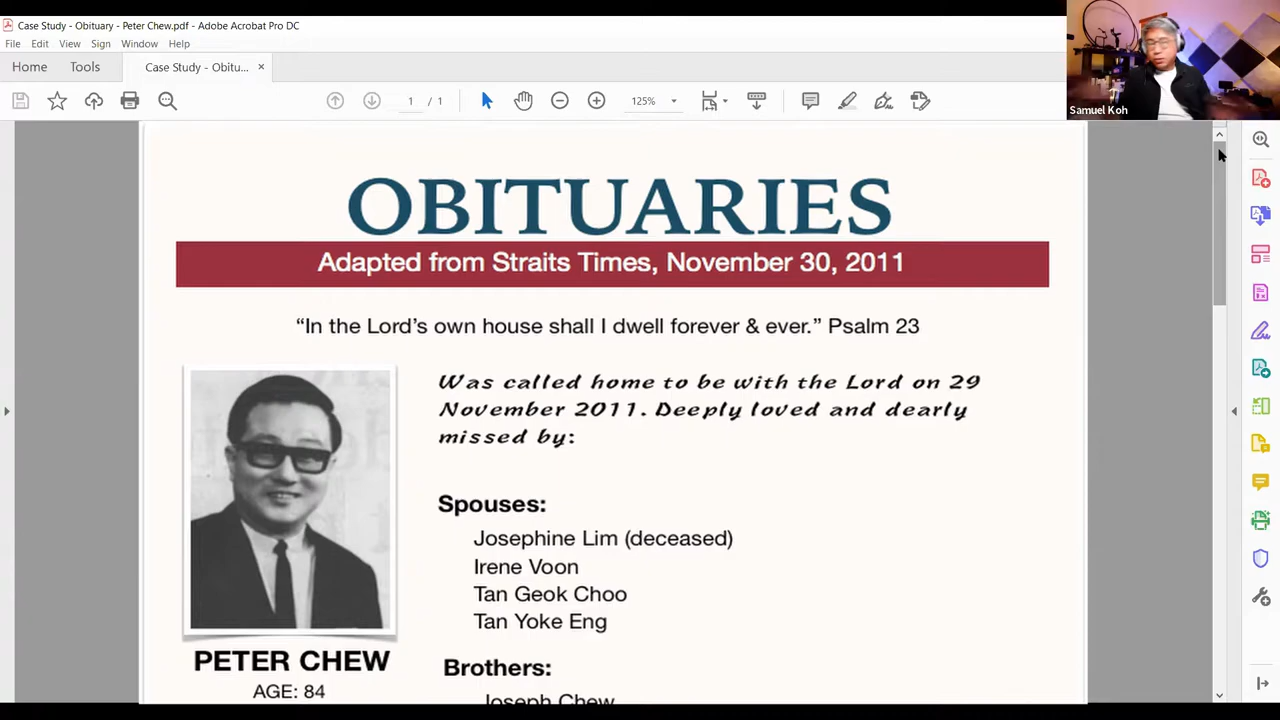 Case Study - Obituary - Peter Chew.pdf - Adobe Acrobat Pro DC
File Edit View Sign Window Help
Home Tools Case Study - Obitu... ×
1 / 1 125%
Samuel Koh
OBITUARIES
Adapted from Straits Times, November 30, 2011
“In the Lord’s own house shall I dwell forever & ever.” Psalm 23
Was called home to be with the Lord on 29
November 2011. Deeply loved and dearly
missed by:
Spouses:
Josephine Lim (deceased)
Irene Voon
Tan Geok Choo
Tan Yoke Eng
PETER CHEW
AGE: 84
Brothers:
Joseph Chew